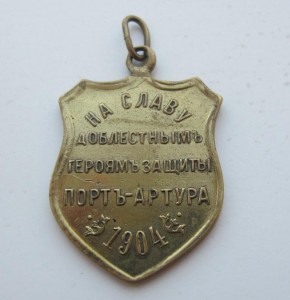 НА СЛАВУ
ДОБЛЕСТНЫМЪ
ГЕРОЯМЪ ЗАЩИТЫ
ПОРТЪ-АРТУРА
1904